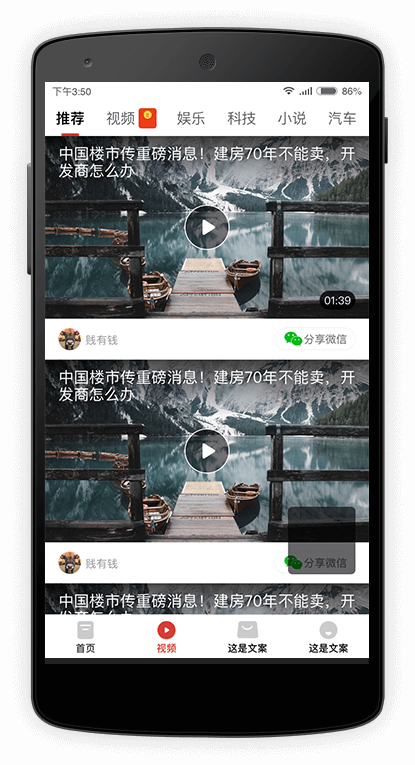 下午3:50 86%
推荐 视频 娱乐 科技 小说 汽车
中国楼市传重磅消息！建房70年不能卖，开
发商怎么办
01:39
贱有钱 分享微信
中国楼市传重磅消息！建房70年不能卖，开
发商怎么办
贱有钱 分享微信
中国楼市传重磅消息！建房70年不能卖，开
发商怎么办
首页 视频 这是文案 这是文案